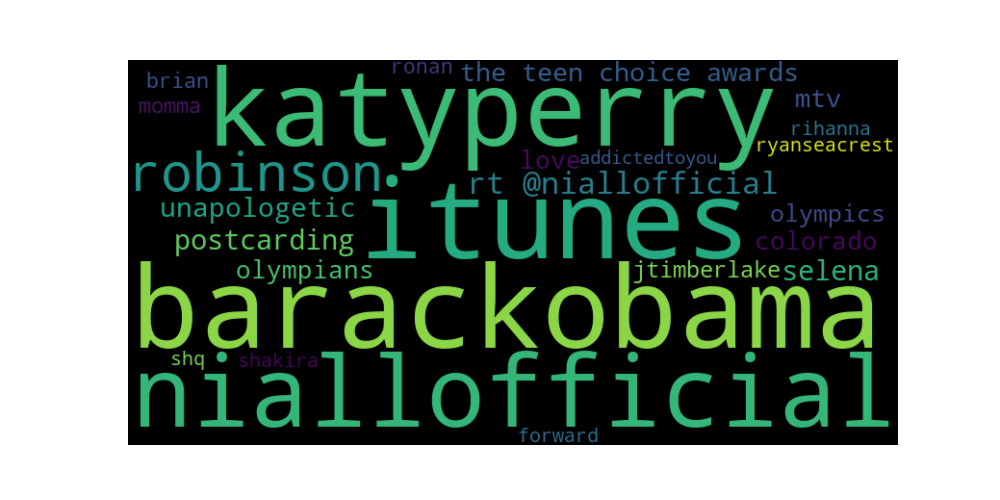 ronan
the teen choice awards
brian
katyperry
mtv
momma
rihanna
ryanseacrest
robinson
love
addictedtoyou
rt @niallofficial
unapologetic
itunes
olympics
postcarding
colorado
olympians
jtimberlake
selena
barackobama
shq
shakira
niallofficial
forward